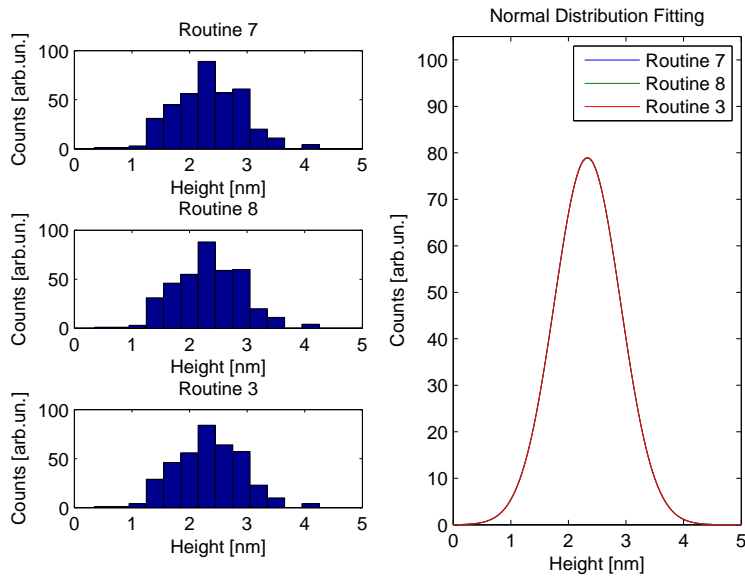 Routine 7
Counts [arb.un.]
100
50
0
0 1 2 3 4 5
Height [nm]
Routine 8
Counts [arb.un.]
100
50
0
0 1 2 3 4 5
Height [nm]
Routine 3
Counts [arb.un.]
100
50
0
0 1 2 3 4 5
Height [nm]
Normal Distribution Fitting
Routine 7
Routine 8
Routine 3
Counts [arb.un.]
100
90
80
70
60
50
40
30
20
10
0
0 1 2 3 4 5
Height [nm]